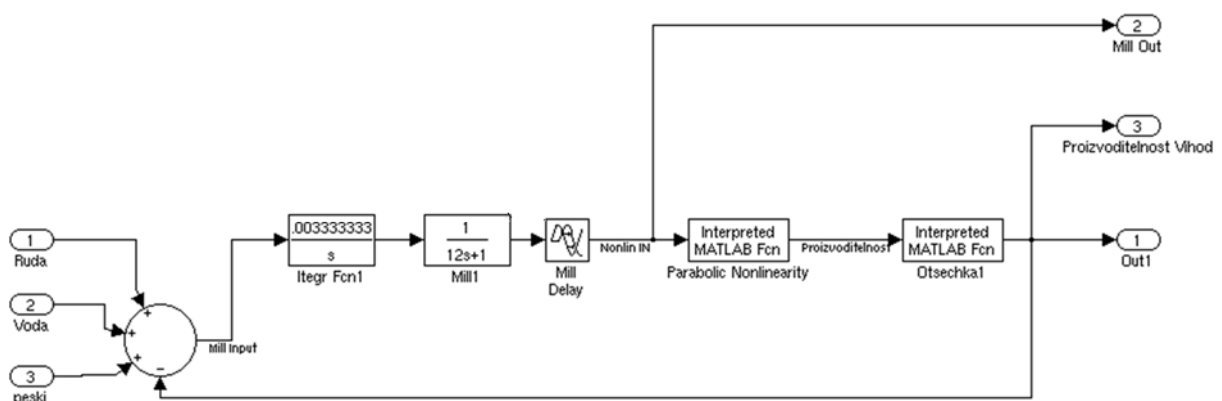 2
Mill Out
3
Proizvoditelnost Vihod
1
Ruda
.003333333
s
Itegr Fcn1
1
12s+1
Mill1
Mill
Delay
Nonlin IN
Interpreted
MATLAB Fcn
Parabolic Nonlinearity
Proizvoditelnost
Interpreted
MATLAB Fcn
Otsechka1
1
Out1
2
Voda
+
+
+
−
Mill Input
3
peski